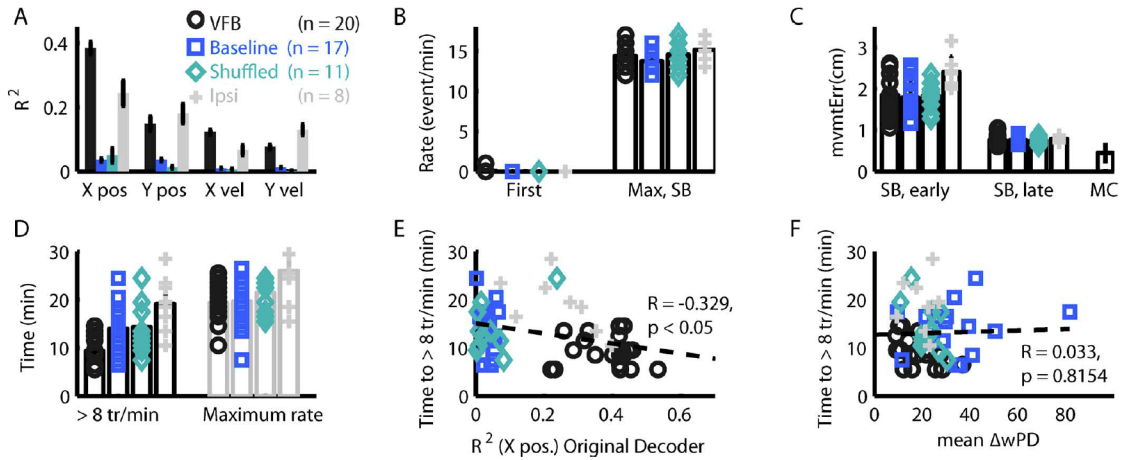 A
VFB (n = 20)
Baseline (n = 17)
Shuffled (n = 11)
Ipsi (n = 8)
0.4
0.2
0
R²
X pos Y pos X vel Y vel
B
15
10
5
0
Rate (event/min)
First Max, SB
C
3
2
1
0
mvmtErr(cm)
SB, early SB, late MC
D
30
20
10
0
Time (min)
> 8 tr/min Maximum rate
E
30
20
10
0
Time to > 8 tr/min (min)
R = -0.329,
p < 0.05
0 0.2 0.4 0.6
R² (X pos.) Original Decoder
F
30
20
10
0
Time to > 8 tr/min (min)
R = 0.033,
p = 0.8154
0 20 40 60 80
mean ΔwPD